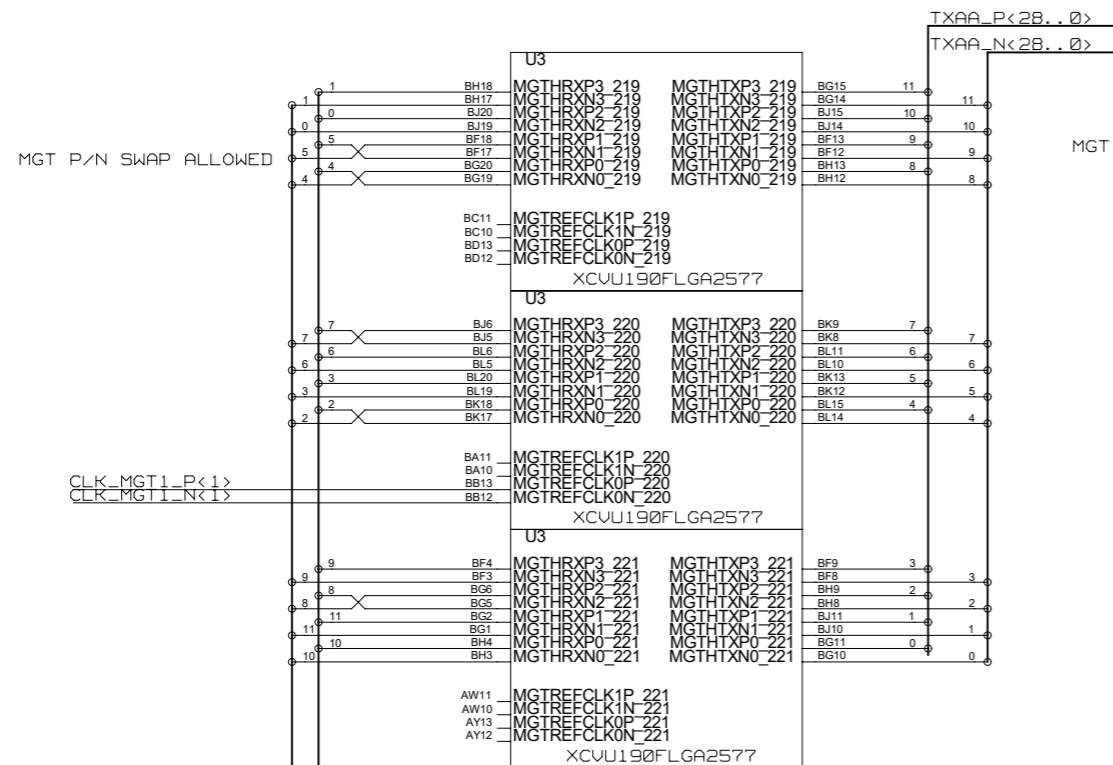 TXAA_P<28..0>
TXAA_N<28..0>
MGT P/N SWAP ALLOWED
MGT
U3
1 BH18 MGTHRXP3_219 MGTHTXP3_219 BG15 11
1 BH17 MGTHRXN3_219 MGTHTXN3_219 BG14 11
0 BJ20 MGTHRXP2_219 MGTHTXP2_219 BJ15 10
0 BJ19 MGTHRXN2_219 MGTHTXN2_219 BJ14 10
5 BF18 MGTHRXP1_219 MGTHTXP1_219 BF13 9
5 BF17 MGTHRXN1_219 MGTHTXN1_219 BF12 9
4 BG20 MGTHRXP0_219 MGTHTXP0_219 BH13 8
4 BG19 MGTHRXN0_219 MGTHTXN0_219 BH12 8
BC11 MGTREFCLK1P_219
BC10 MGTREFCLK1N_219
BD13 MGTREFCLK0P_219
BD12 MGTREFCLK0N_219
XCVU190FLGA2577
U3
7 BJ6 MGTHRXP3_220 MGTHTXP3_220 BK9 7
7 BJ5 MGTHRXN3_220 MGTHTXN3_220 BK8 7
6 BL6 MGTHRXP2_220 MGTHTXP2_220 BL11 6
6 BL5 MGTHRXN2_220 MGTHTXN2_220 BL10 6
3 BL20 MGTHRXP1_220 MGTHTXP1_220 BK13 5
3 BL19 MGTHRXN1_220 MGTHTXN1_220 BK12 5
2 BK18 MGTHRXP0_220 MGTHTXP0_220 BL15 4
2 BK17 MGTHRXN0_220 MGTHTXN0_220 BL14 4
BA11 MGTREFCLK1P_220
BA10 MGTREFCLK1N_220
CLK_MGT1_P<1> BB13 MGTREFCLK0P_220
CLK_MGT1_N<1> BB12 MGTREFCLK0N_220
XCVU190FLGA2577
U3
9 BF4 MGTHRXP3_221 MGTHTXP3_221 BF9 3
9 BF3 MGTHRXN3_221 MGTHTXN3_221 BF8 3
8 BG6 MGTHRXP2_221 MGTHTXP2_221 BH9 2
8 BG5 MGTHRXN2_221 MGTHTXN2_221 BH8 2
11 BG2 MGTHRXP1_221 MGTHTXP1_221 BJ11 1
11 BG1 MGTHRXN1_221 MGTHTXN1_221 BJ10 1
10 BH4 MGTHRXP0_221 MGTHTXP0_221 BG11 0
10 BH3 MGTHRXN0_221 MGTHTXN0_221 BG10 0
AW11 MGTREFCLK1P_221
AW10 MGTREFCLK1N_221
AY13 MGTREFCLK0P_221
AY12 MGTREFCLK0N_221
XCVU190FLGA2577